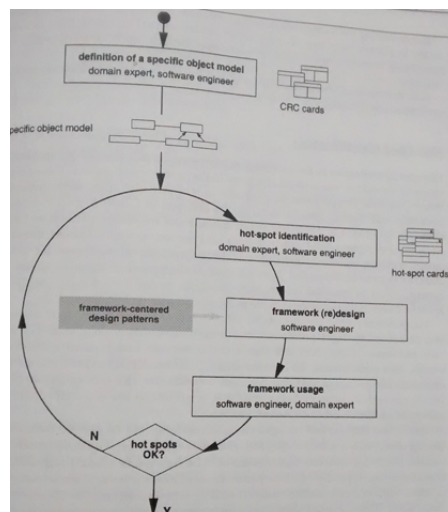 definition of a specific object model
domain expert, software engineer
CRC cards
pecific object model
hot-spot identification
domain expert, software engineer
hot-spot cards
framework-centered
design patterns
framework (re)design
software engineer
framework usage
software engineer, domain expert
N
hot spots
OK?
Y